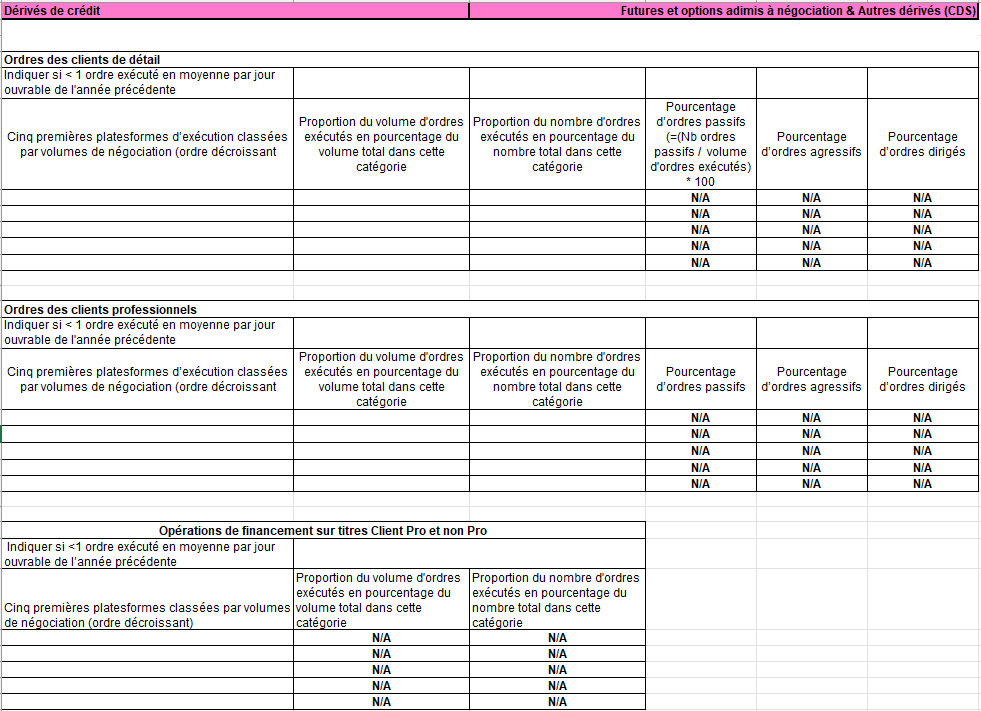 Dérivés de crédit
Futures et options adimis à négociation & Autres dérivés (CDS)
Ordres des clients de détail
Indiquer si < 1 ordre exécuté en moyenne par jour
ouvrable de l'année précédente
Cinq premières platesformes d'exécution classées
par volumes de négociation (ordre décroissant
Proportion du volume d'ordres
exécutés en pourcentage du
volume total dans cette
catégorie
Proportion du nombre d'ordres
exécutés en pourcentage du
nombre total dans cette
catégorie
Pourcentage
d'ordres passifs
(=(Nb ordres
passifs / volume
d'ordres exécutés)
* 100
Pourcentage
d'ordres agressifs
Pourcentage
d'ordres dirigés
N/A N/A N/A
N/A N/A N/A
N/A N/A N/A
N/A N/A N/A
N/A N/A N/A
Ordres des clients professionnels
Indiquer si < 1 ordre exécuté en moyenne par jour
ouvrable de l'année précédente
Cinq premières platesformes d'exécution classées
par volumes de négociation (ordre décroissant
Proportion du volume d'ordres
exécutés en pourcentage du
volume total dans cette
catégorie
Proportion du nombre d'ordres
exécutés en pourcentage du
nombre total dans cette
catégorie
Pourcentage
d'ordres passifs
Pourcentage
d'ordres agressifs
Pourcentage
d'ordres dirigés
N/A N/A N/A
N/A N/A N/A
N/A N/A N/A
N/A N/A N/A
N/A N/A N/A
Opérations de financement sur titres Client Pro et non Pro
Indiquer si <1 ordre exécuté en moyenne par jour
ouvrable de l'année précédente
Cinq premières platesformes classées par volumes
de négociation (ordre décroissant)
Proportion du volume d'ordres
exécutés en pourcentage du
volume total dans cette
catégorie
Proportion du nombre d'ordres
exécutés en pourcentage du
nombre total dans cette
catégorie
N/A N/A
N/A N/A
N/A N/A
N/A N/A
N/A N/A